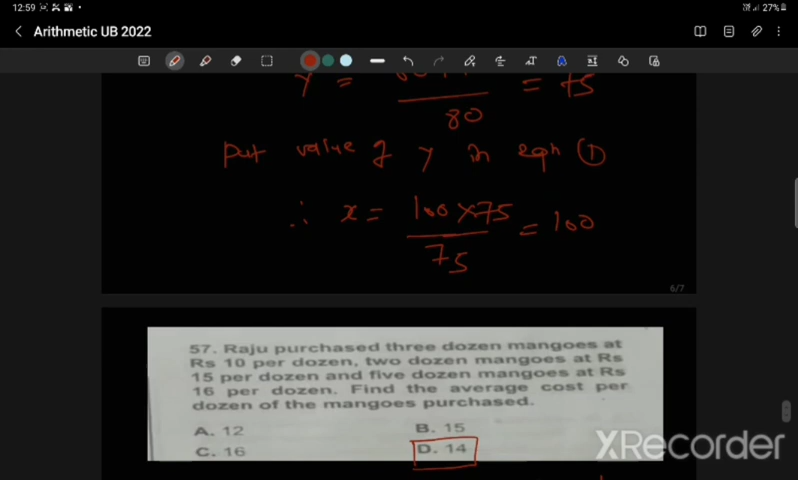 12:59
27%
Arithmetic UB 2022
y = = 75
80
Put value of y in eqn ①
∴ x = 100 × 75 = 100
75
6/7
57. Raju purchased three dozen mangoes at
Rs 10 per dozen, two dozen mangoes at Rs
15 per dozen and five dozen mangoes at Rs
16 per dozen. Find the average cost per
dozen of the mangoes purchased.
A. 12 B. 15
C. 16 D. 14
XRecorder